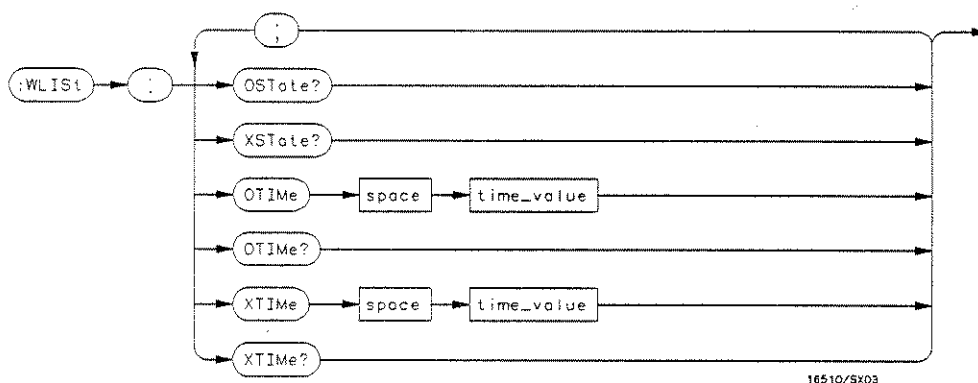 ;
:WLISt :
OSTate?
XSTate?
OTIMe space time_value
OTIMe?
XTIMe space time_value
XTIMe?
16510/SX03